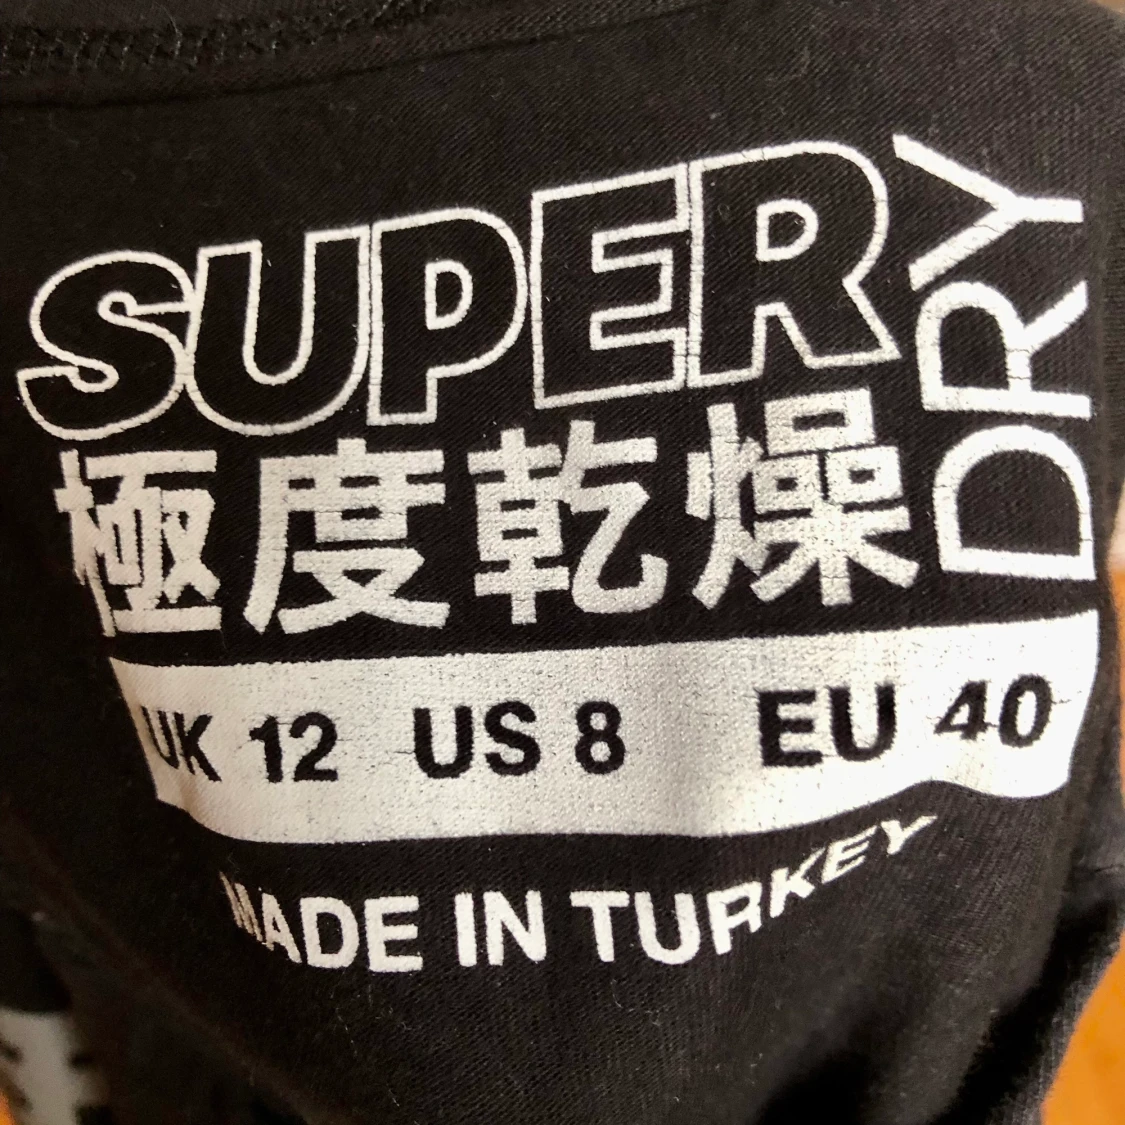 SUPER
DRY
極度乾燥
UK 12 US 8 EU 40
MADE IN TURKEY